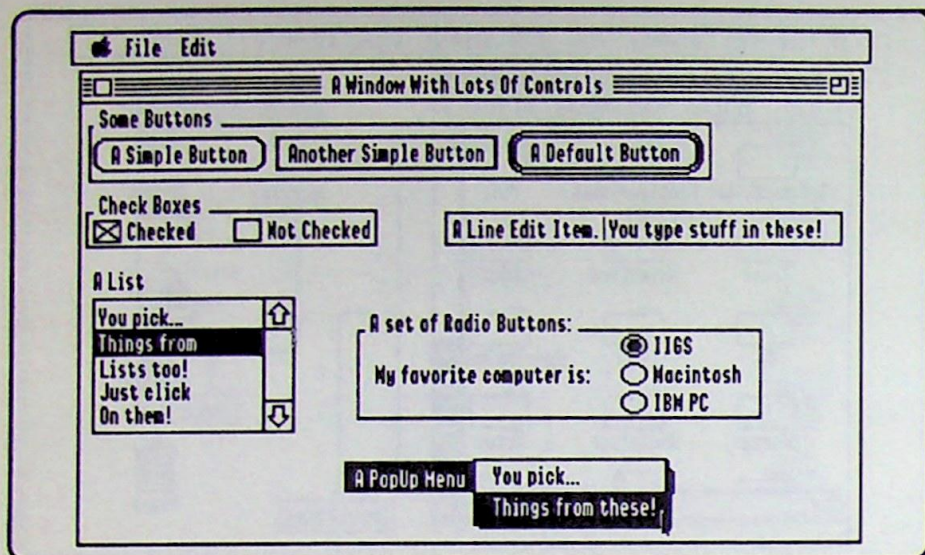 File Edit
A Window With Lots Of Controls
Some Buttons
A Simple Button Another Simple Button A Default Button
Check Boxes
Checked Not Checked
A Line Edit Item. You type stuff in these!
A List
You pick...
Things from
Lists too!
Just click
On them!
A set of Radio Buttons:
My favorite computer is:
IIGS
Macintosh
IBM PC
A PopUp Menu
You pick...
Things from these!